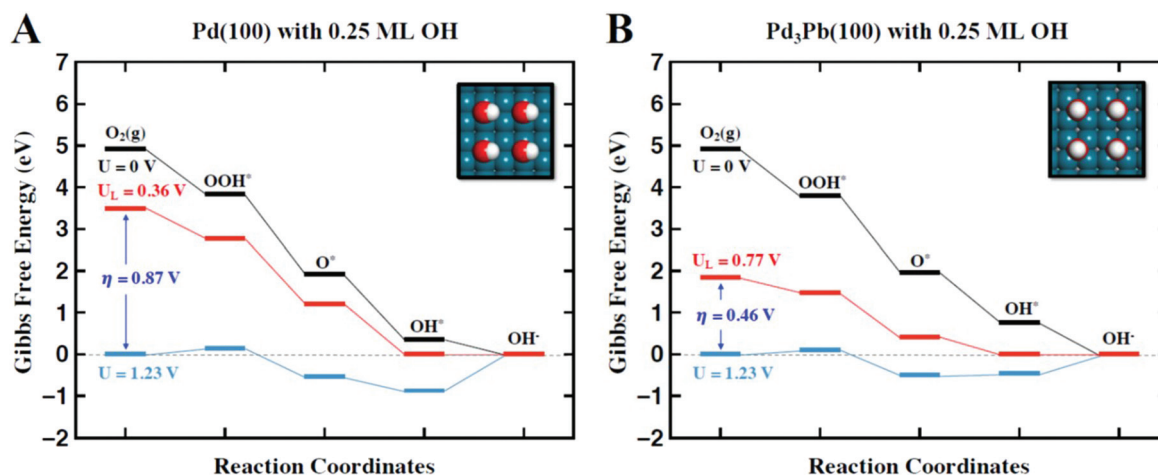 A
Pd(100) with 0.25 ML OH
Gibbs Free Energy (eV)
7
6
5
4
3
2
1
0
−1
−2
O₂(g)
U = 0 V
U_L = 0.36 V
η = 0.87 V
U = 1.23 V
OOH*
O*
OH*
OH⁻
Reaction Coordinates
B
Pd₃Pb(100) with 0.25 ML OH
Gibbs Free Energy (eV)
7
6
5
4
3
2
1
0
−1
−2
O₂(g)
U = 0 V
U_L = 0.77 V
η = 0.46 V
U = 1.23 V
OOH*
O*
OH*
OH⁻
Reaction Coordinates